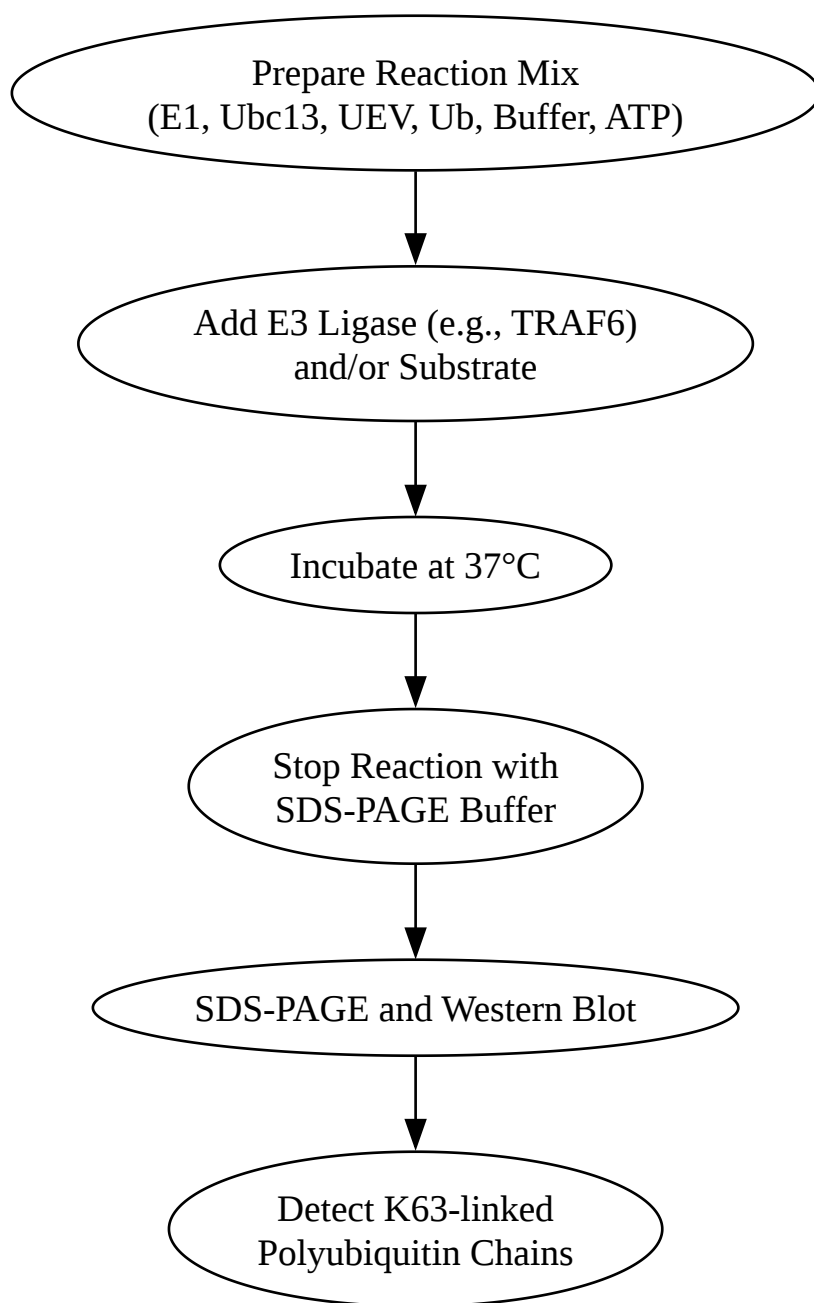 Prepare Reaction Mix
(E1, Ubc13, UEV, Ub, Buffer, ATP)
Add E3 Ligase (e.g., TRAF6)
and/or Substrate
Incubate at 37°C
Stop Reaction with
SDS-PAGE Buffer
SDS-PAGE and Western Blot
Detect K63-linked
Polyubiquitin Chains